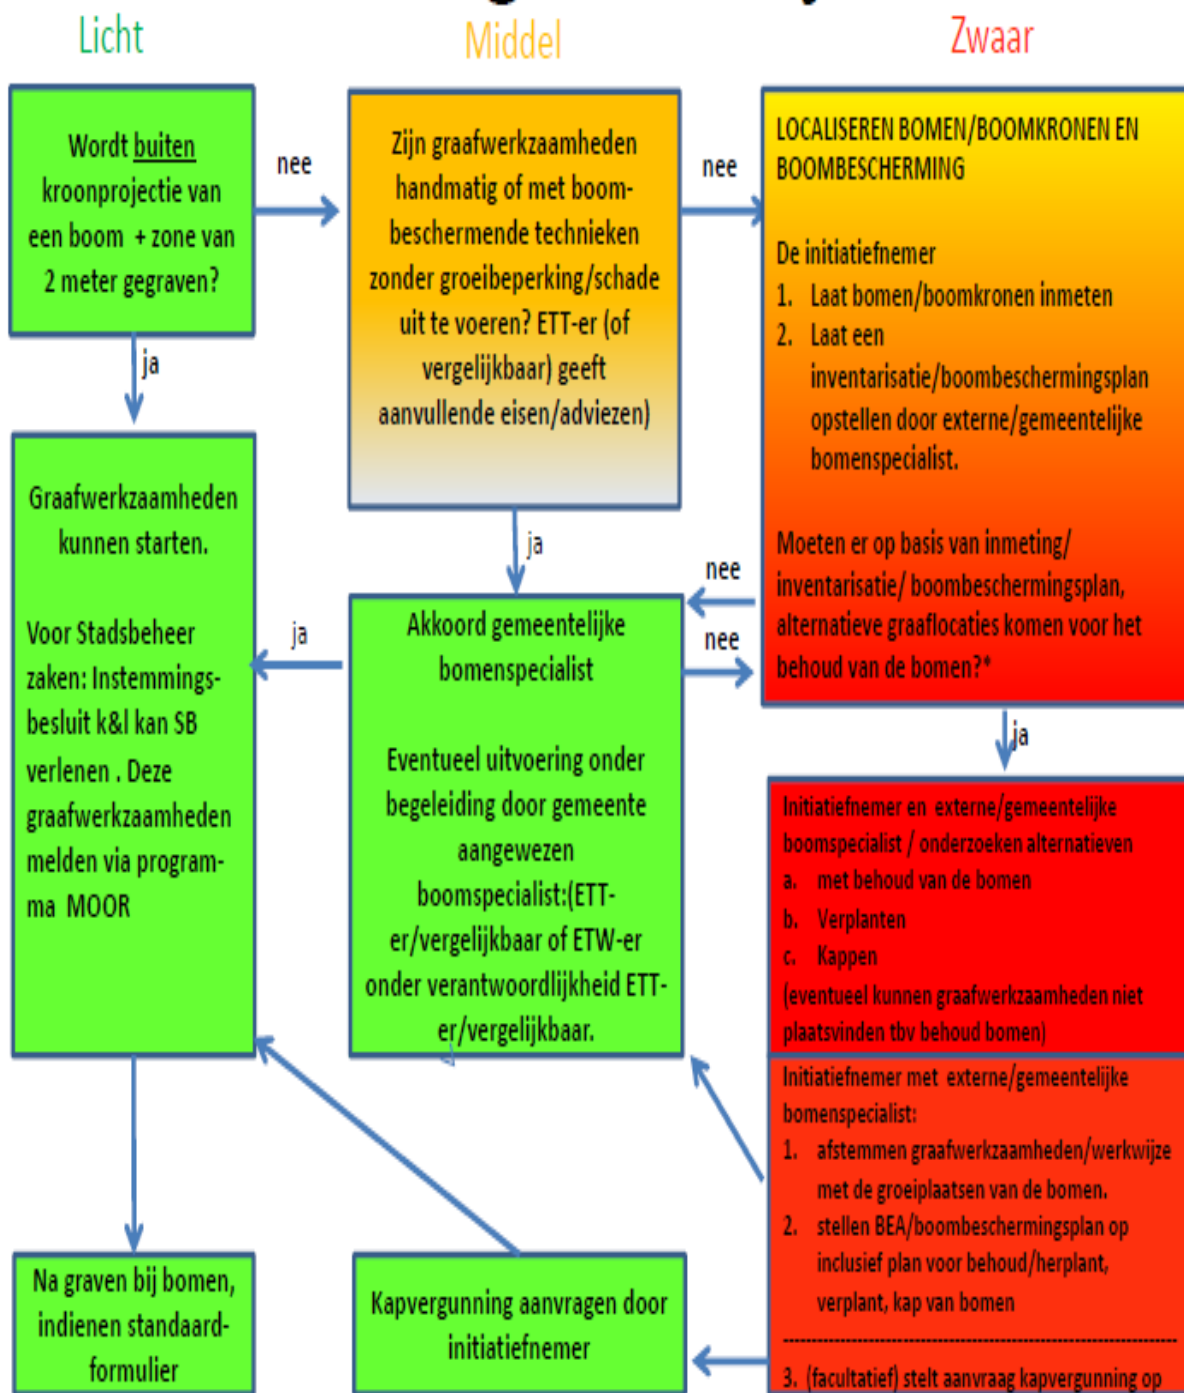 Licht
Middel
Zwaar
Wordt buiten
kroonprojectie van
een boom + zone van
2 meter gegraven?
nee
ja
Zijn graafwerkzaamheden
handmatig of met boom-
beschermende technieken
zonder groeibeperking/schade
uit te voeren? ETT-er (of
vergelijkbaar) geeft
aanvullende eisen/adviezen)
nee
ja
LOCALISEREN BOMEN/BOOMKRONEN EN
BOOMBESCHERMING
De initiatiefnemer
1. Laat bomen/boomkronen inmeten
2. Laat een
inventarisatie/boombeschermingsplan
opstellen door externe/gemeentelijke
bomenspecialist.
Moeten er op basis van inmeting/
inventarisatie/ boombeschermingsplan,
alternatieve graaflocaties komen voor het
behoud van de bomen?*
nee
nee
ja
Graafwerkzaamheden
kunnen starten.
Voor Stadsbeheer
zaken: Instemmings-
besluit k&l kan SB
verlenen . Deze
graafwerkzaamheden
melden via program-
ma MOOR
ja
Akkoord gemeentelijke
bomenspecialist
Eventueel uitvoering onder
begeleiding door gemeente
aangewezen
boomspecialist:(ETT-
er/vergelijkbaar of ETW-er
onder verantwoordelijkheid ETT-
er/vergelijkbaar.
Initiatiefnemer en externe/gemeentelijke
boomspecialist / onderzoeken alternatieven
a. met behoud van de bomen
b. Verplanten
c. Kappen
(eventueel kunnen graafwerkzaamheden niet
plaatsvinden tbv behoud bomen)
Initiatiefnemer met externe/gemeentelijke
bomenspecialist:
1. afstemmen graafwerkzaamheden/werkwijze
met de groeiplaatsen van de bomen.
2. stellen BEA/boombeschermingsplan op
inclusief plan voor behoud/herplant,
verplant, kap van bomen
3. (facultatief) stelt aanvraag kapvergunning op
Na graven bij bomen,
indienen standaard-
formulier
Kapvergunning aanvragen door
initiatiefnemer